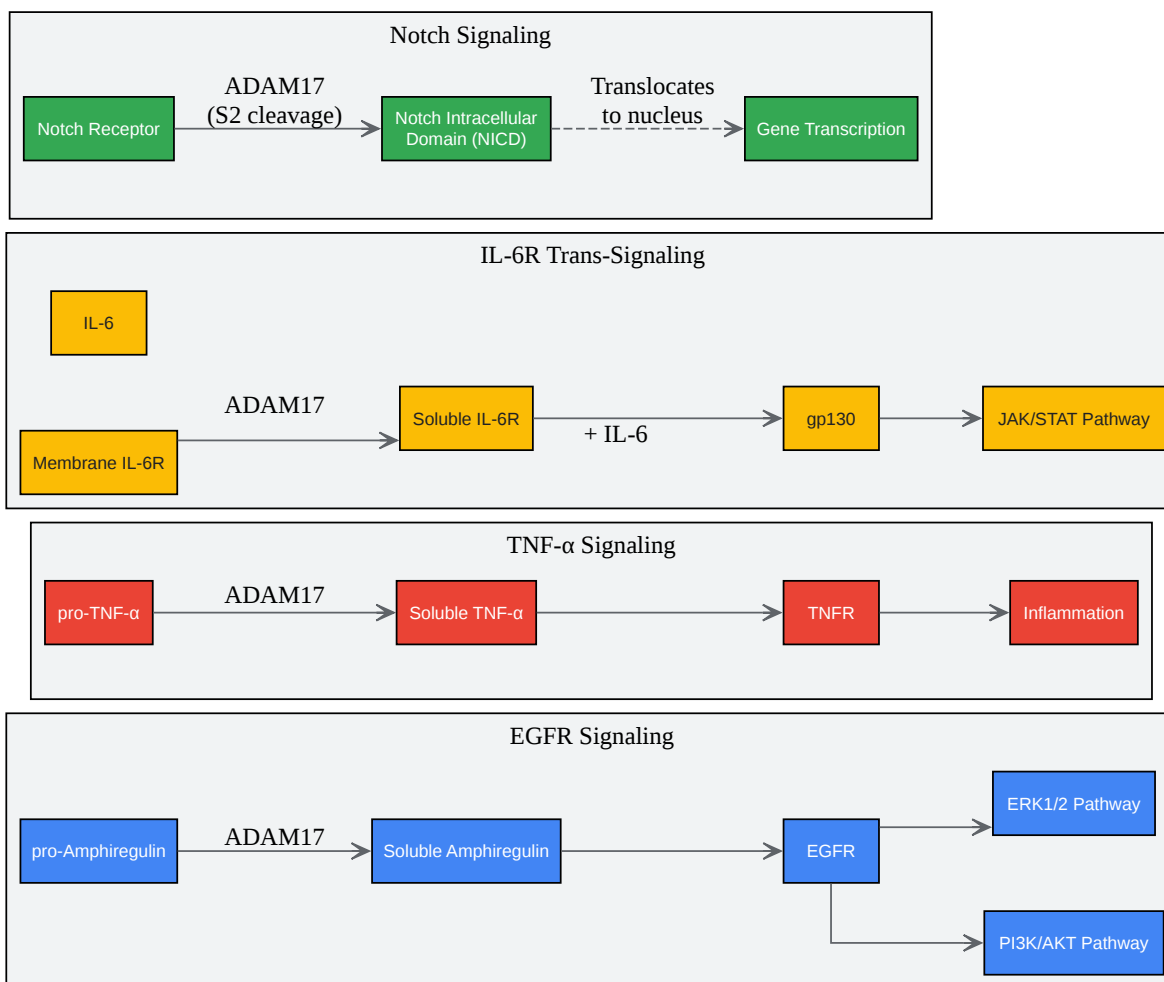 Notch Signaling
Notch Receptor
ADAM17
(S2 cleavage)
Notch Intracellular
Domain (NICD)
Translocates
to nucleus
Gene Transcription
IL-6R Trans-Signaling
IL-6
Membrane IL-6R
ADAM17
Soluble IL-6R
+ IL-6
gp130
JAK/STAT Pathway
TNF-α Signaling
pro-TNF-α
ADAM17
Soluble TNF-α
TNFR
Inflammation
EGFR Signaling
pro-Amphiregulin
ADAM17
Soluble Amphiregulin
EGFR
ERK1/2 Pathway
PI3K/AKT Pathway